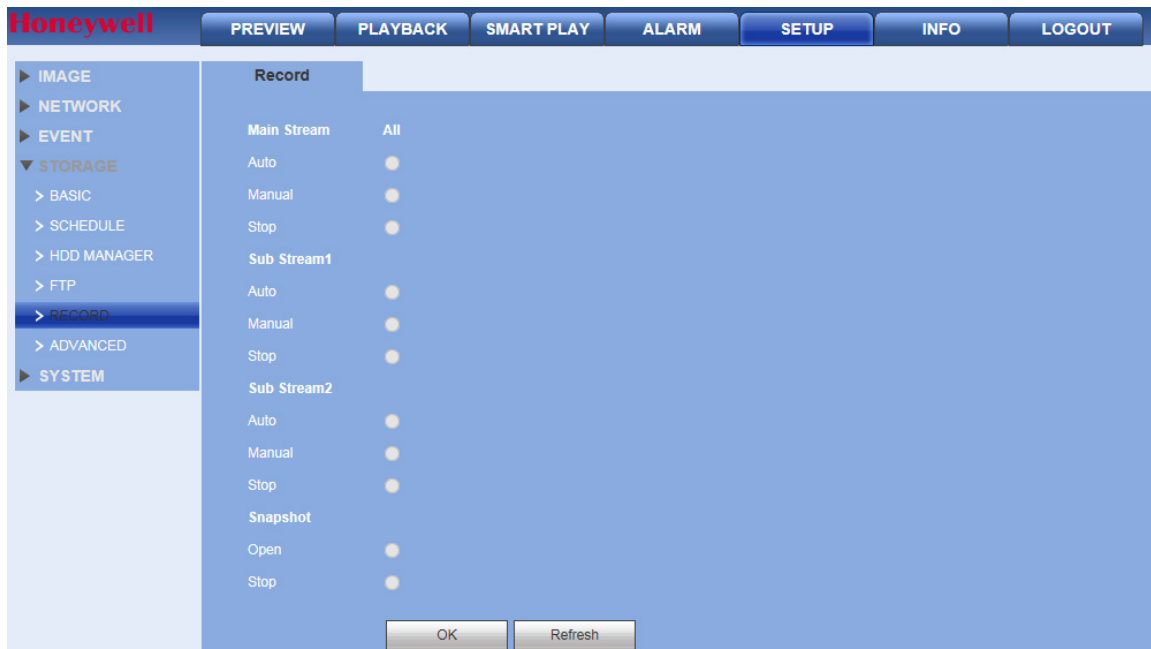 Honeywell
PREVIEW PLAYBACK SMART PLAY ALARM SETUP INFO LOGOUT
IMAGE
NETWORK
EVENT
STORAGE
> BASIC
> SCHEDULE
> HDD MANAGER
> FTP
> RECORD
> ADVANCED
SYSTEM
Record
Main Stream All
Auto
Manual
Stop
Sub Stream1
Auto
Manual
Stop
Sub Stream2
Auto
Manual
Stop
Snapshot
Open
Stop
OK Refresh